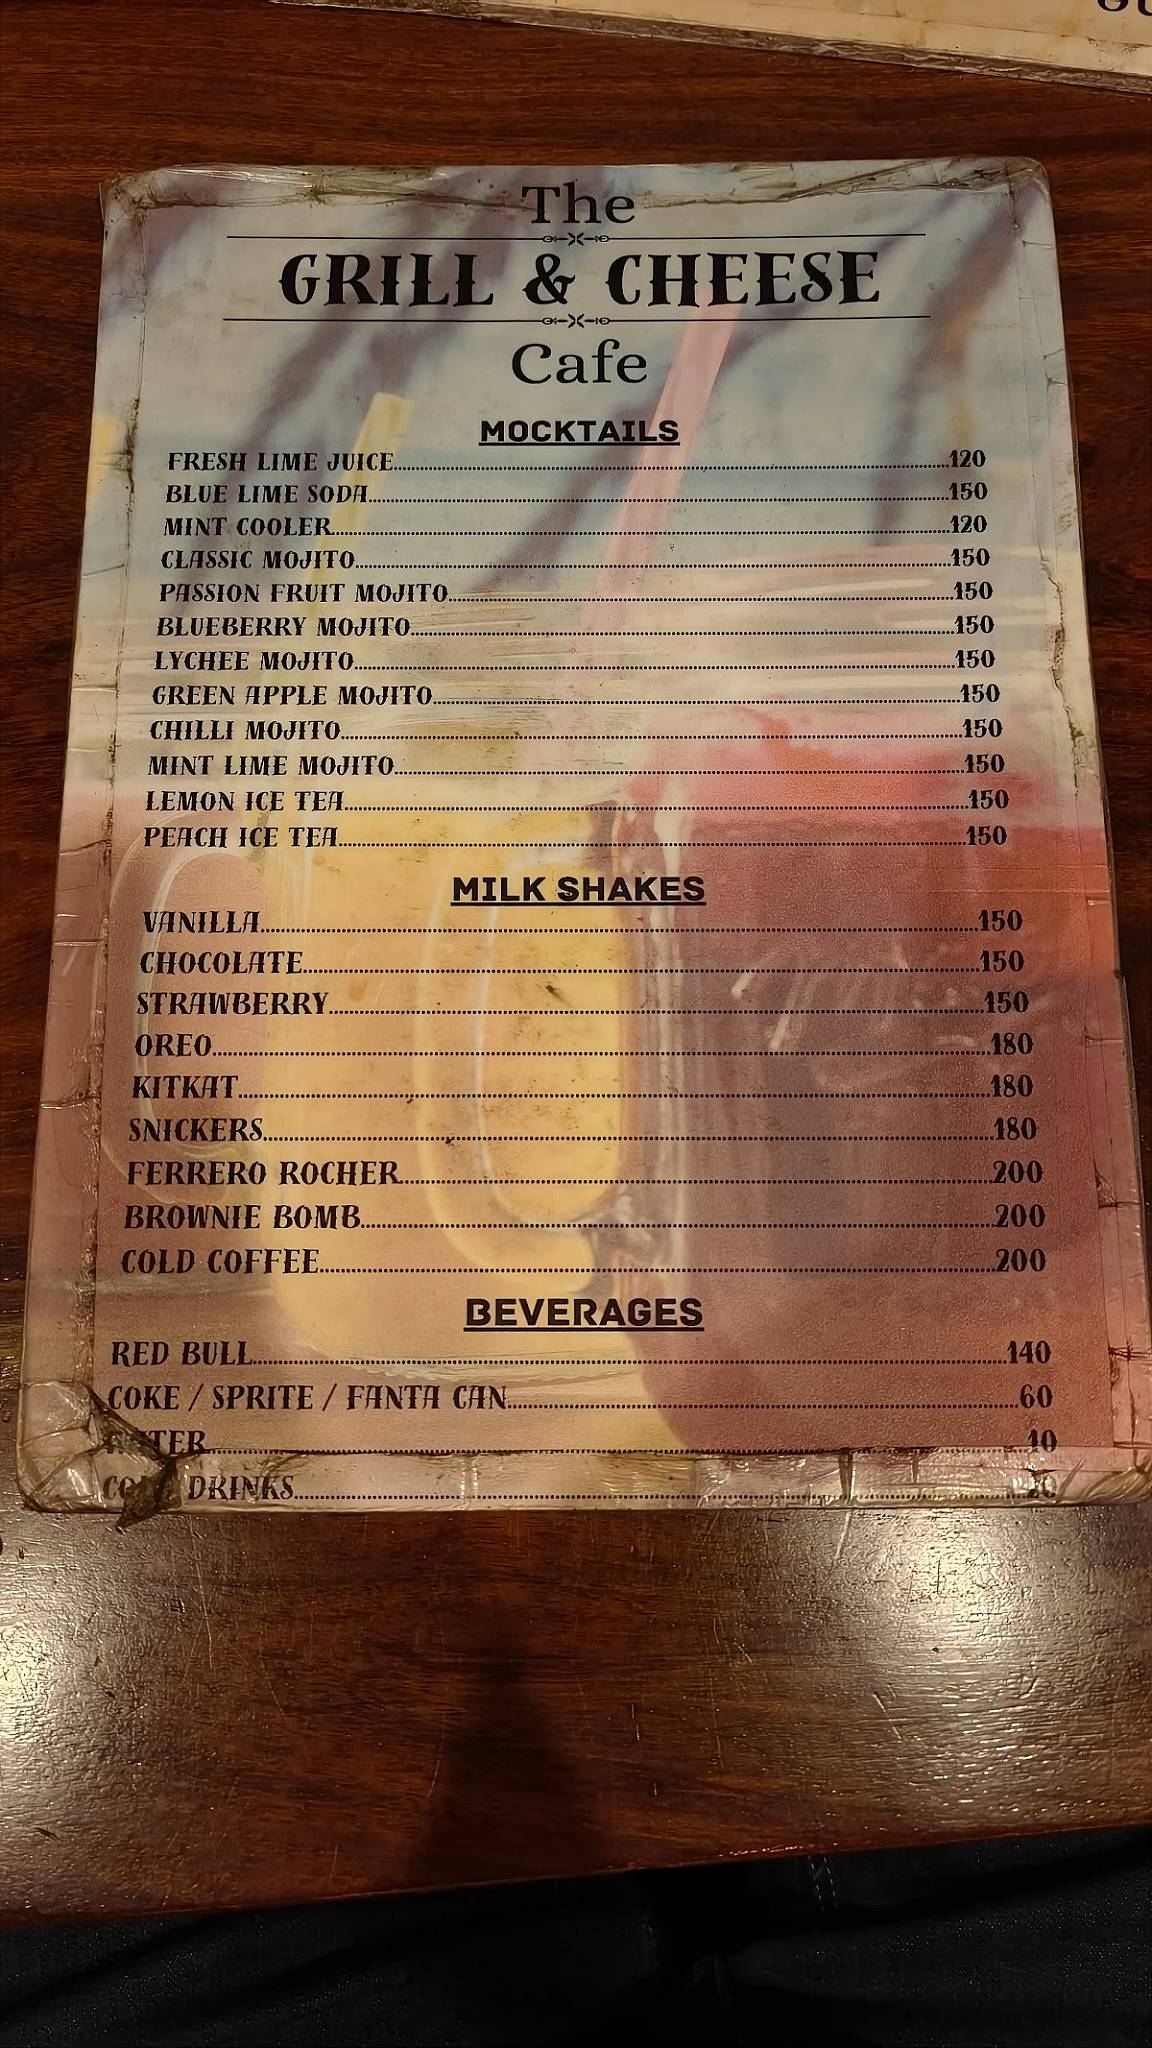 The
GRILL & CHEESE
Cafe
MOCKTAILS
FRESH LIME JUICE....................120
BLUE LIME SODA....................150
MINT COOLER....................120
CLASSIC MOJITO....................150
PASSION FRUIT MOJITO....................150
BLUEBERRY MOJITO....................150
LYCHEE MOJITO....................150
GREEN APPLE MOJITO....................150
CHILLI MOJITO....................150
MINT LIME MOJITO....................150
LEMON ICE TEA....................150
PEACH ICE TEA....................150
MILK SHAKES
VANILLA....................150
CHOCOLATE....................150
STRAWBERRY....................150
OREO....................180
KITKAT....................180
SNICKERS....................180
FERRERO ROCHER....................200
BROWNIE BOMB....................200
COLD COFFEE....................200
BEVERAGES
RED BULL....................140
COKE / SPRITE / FANTA CAN....................60
....................10
DRINKS....................